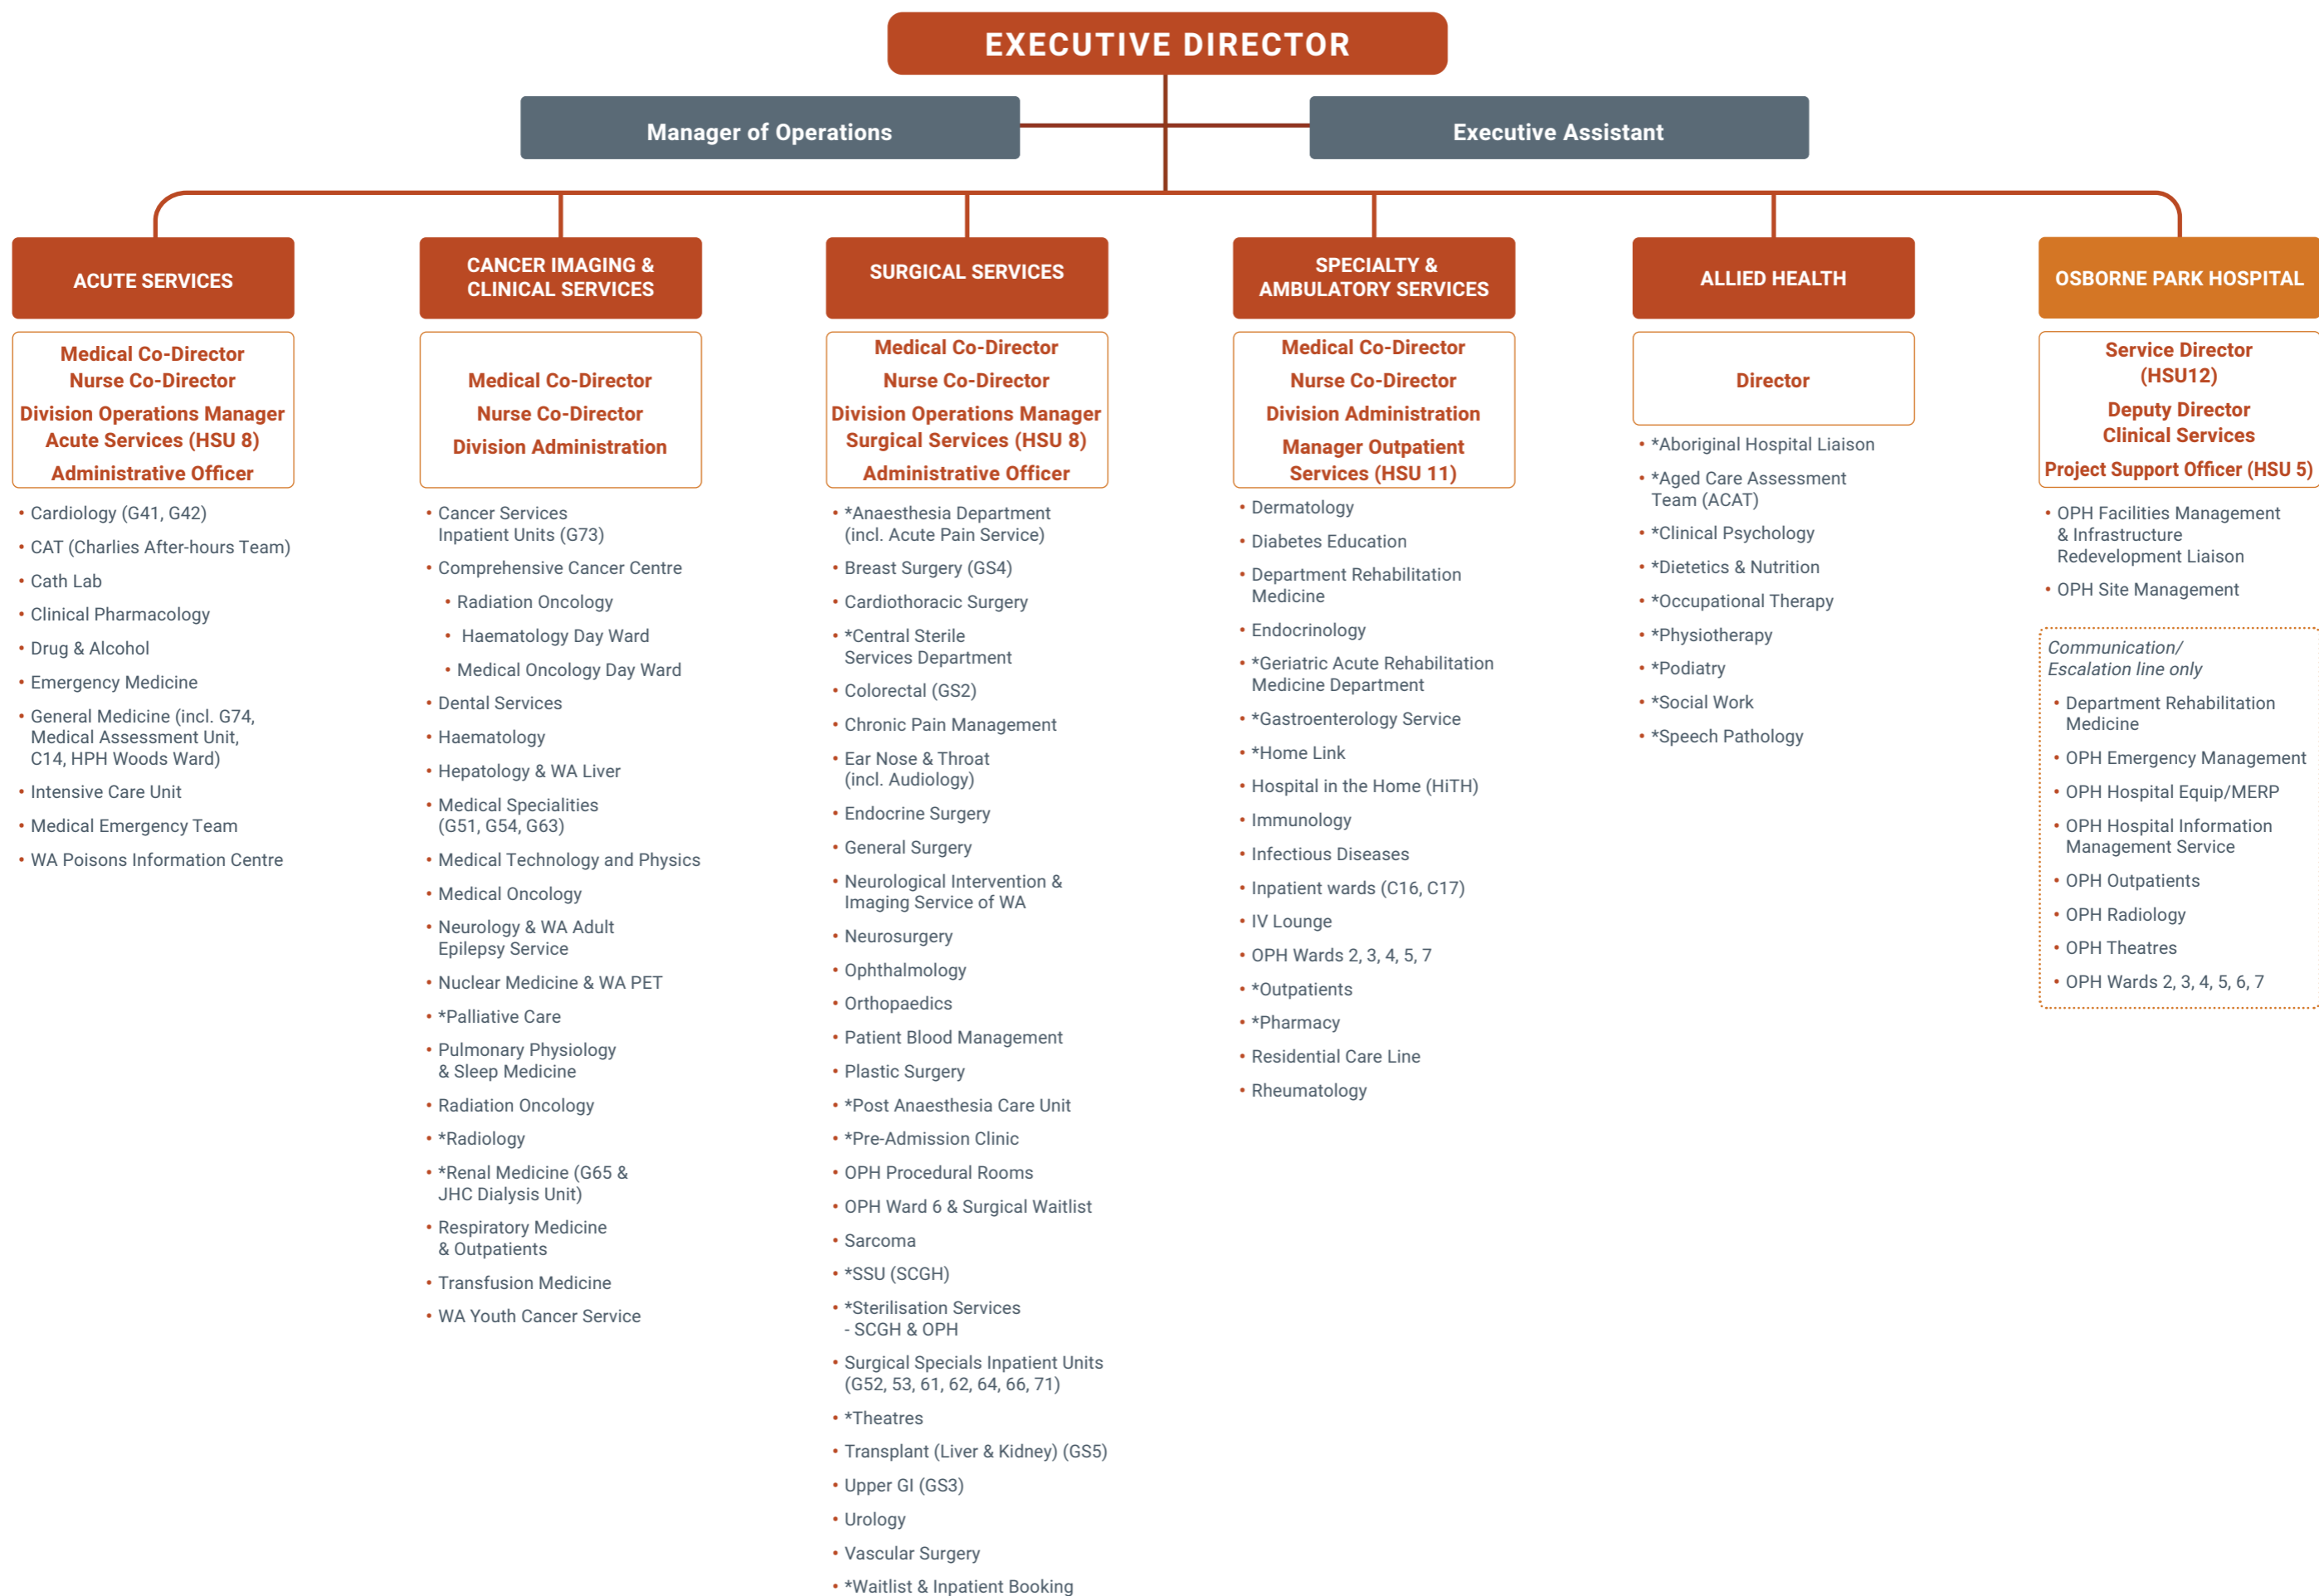 EXECUTIVE DIRECTOR
Manager of Operations
Executive Assistant
ACUTE SERVICES
Medical Co-Director
Nurse Co-Director
Division Operations Manager
Acute Services (HSU 8)
Administrative Officer
• Cardiology (G41, G42)
• CAT (Charlies After-hours Team)
• Cath Lab
• Clinical Pharmacology
• Drug & Alcohol
• Emergency Medicine
• General Medicine (incl. G74,
Medical Assessment Unit,
C14, HPH Woods Ward)
• Intensive Care Unit
• Medical Emergency Team
• WA Poisons Information Centre
CANCER IMAGING &
CLINICAL SERVICES
Medical Co-Director
Nurse Co-Director
Division Administration
• Cancer Services
Inpatient Units (G73)
• Comprehensive Cancer Centre
• Radiation Oncology
• Haematology Day Ward
• Medical Oncology Day Ward
• Dental Services
• Haematology
• Hepatology & WA Liver
• Medical Specialities
(G51, G54, G63)
• Medical Technology and Physics
• Medical Oncology
• Neurology & WA Adult
Epilepsy Service
• Nuclear Medicine & WA PET
• *Palliative Care
• Pulmonary Physiology
& Sleep Medicine
• Radiation Oncology
• *Radiology
• *Renal Medicine (G65 &
JHC Dialysis Unit)
• Respiratory Medicine
& Outpatients
• Transfusion Medicine
• WA Youth Cancer Service
SURGICAL SERVICES
Medical Co-Director
Nurse Co-Director
Division Operations Manager
Surgical Services (HSU 8)
Administrative Officer
• *Anaesthesia Department
(incl. Acute Pain Service)
• Breast Surgery (GS4)
• Cardiothoracic Surgery
• *Central Sterile
Services Department
• Colorectal (GS2)
• Chronic Pain Management
• Ear Nose & Throat
(incl. Audiology)
• Endocrine Surgery
• General Surgery
• Neurological Intervention &
Imaging Service of WA
• Neurosurgery
• Ophthalmology
• Orthopaedics
• Patient Blood Management
• Plastic Surgery
• *Post Anaesthesia Care Unit
• *Pre-Admission Clinic
• OPH Procedural Rooms
• OPH Ward 6 & Surgical Waitlist
• Sarcoma
• *SSU (SCGH)
• *Sterilisation Services
- SCGH & OPH
• Surgical Specials Inpatient Units
(G52, 53, 61, 62, 64, 66, 71)
• *Theatres
• Transplant (Liver & Kidney) (GS5)
• Upper GI (GS3)
• Urology
• Vascular Surgery
• *Waitlist & Inpatient Booking
SPECIALTY &
AMBULATORY SERVICES
Medical Co-Director
Nurse Co-Director
Division Administration
Manager Outpatient
Services (HSU 11)
• Dermatology
• Diabetes Education
• Department Rehabilitation
Medicine
• Endocrinology
• *Geriatric Acute Rehabilitation
Medicine Department
• *Gastroenterology Service
• *Home Link
• Hospital in the Home (HiTH)
• Immunology
• Infectious Diseases
• Inpatient wards (C16, C17)
• IV Lounge
• OPH Wards 2, 3, 4, 5, 7
• *Outpatients
• *Pharmacy
• Residential Care Line
• Rheumatology
ALLIED HEALTH
Director
• *Aboriginal Hospital Liaison
• *Aged Care Assessment
Team (ACAT)
• *Clinical Psychology
• *Dietetics & Nutrition
• *Occupational Therapy
• *Physiotherapy
• *Podiatry
• *Social Work
• *Speech Pathology
OSBORNE PARK HOSPITAL
Service Director
(HSU12)
Deputy Director
Clinical Services
Project Support Officer (HSU 5)
• OPH Facilities Management
& Infrastructure
Redevelopment Liaison
• OPH Site Management
Communication/
Escalation line only
• Department Rehabilitation
Medicine
• OPH Emergency Management
• OPH Hospital Equip/MERP
• OPH Hospital Information
Management Service
• OPH Outpatients
• OPH Radiology
• OPH Theatres
• OPH Wards 2, 3, 4, 5, 6, 7